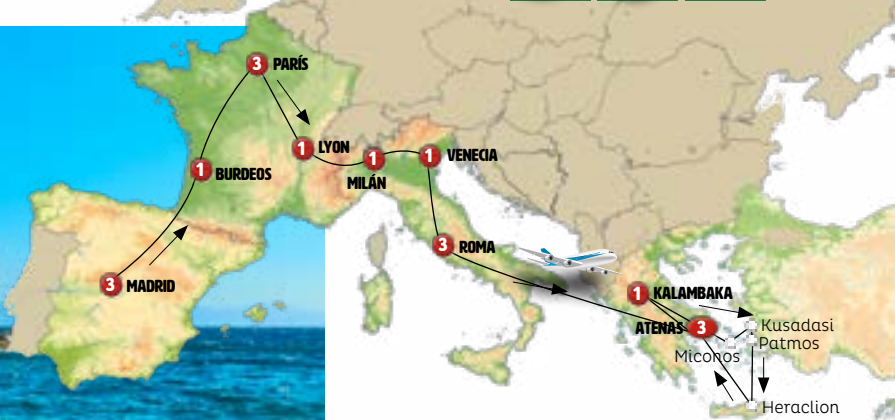 3 PARÍS
1 LYON
1 BURDEOS
1
MILÁN
1 VENECIA
3 MADRID
3 ROMA
1 KALAMBAKA
ATENAS 3
Kusadasi
Patmos
Miconos
Heraclion